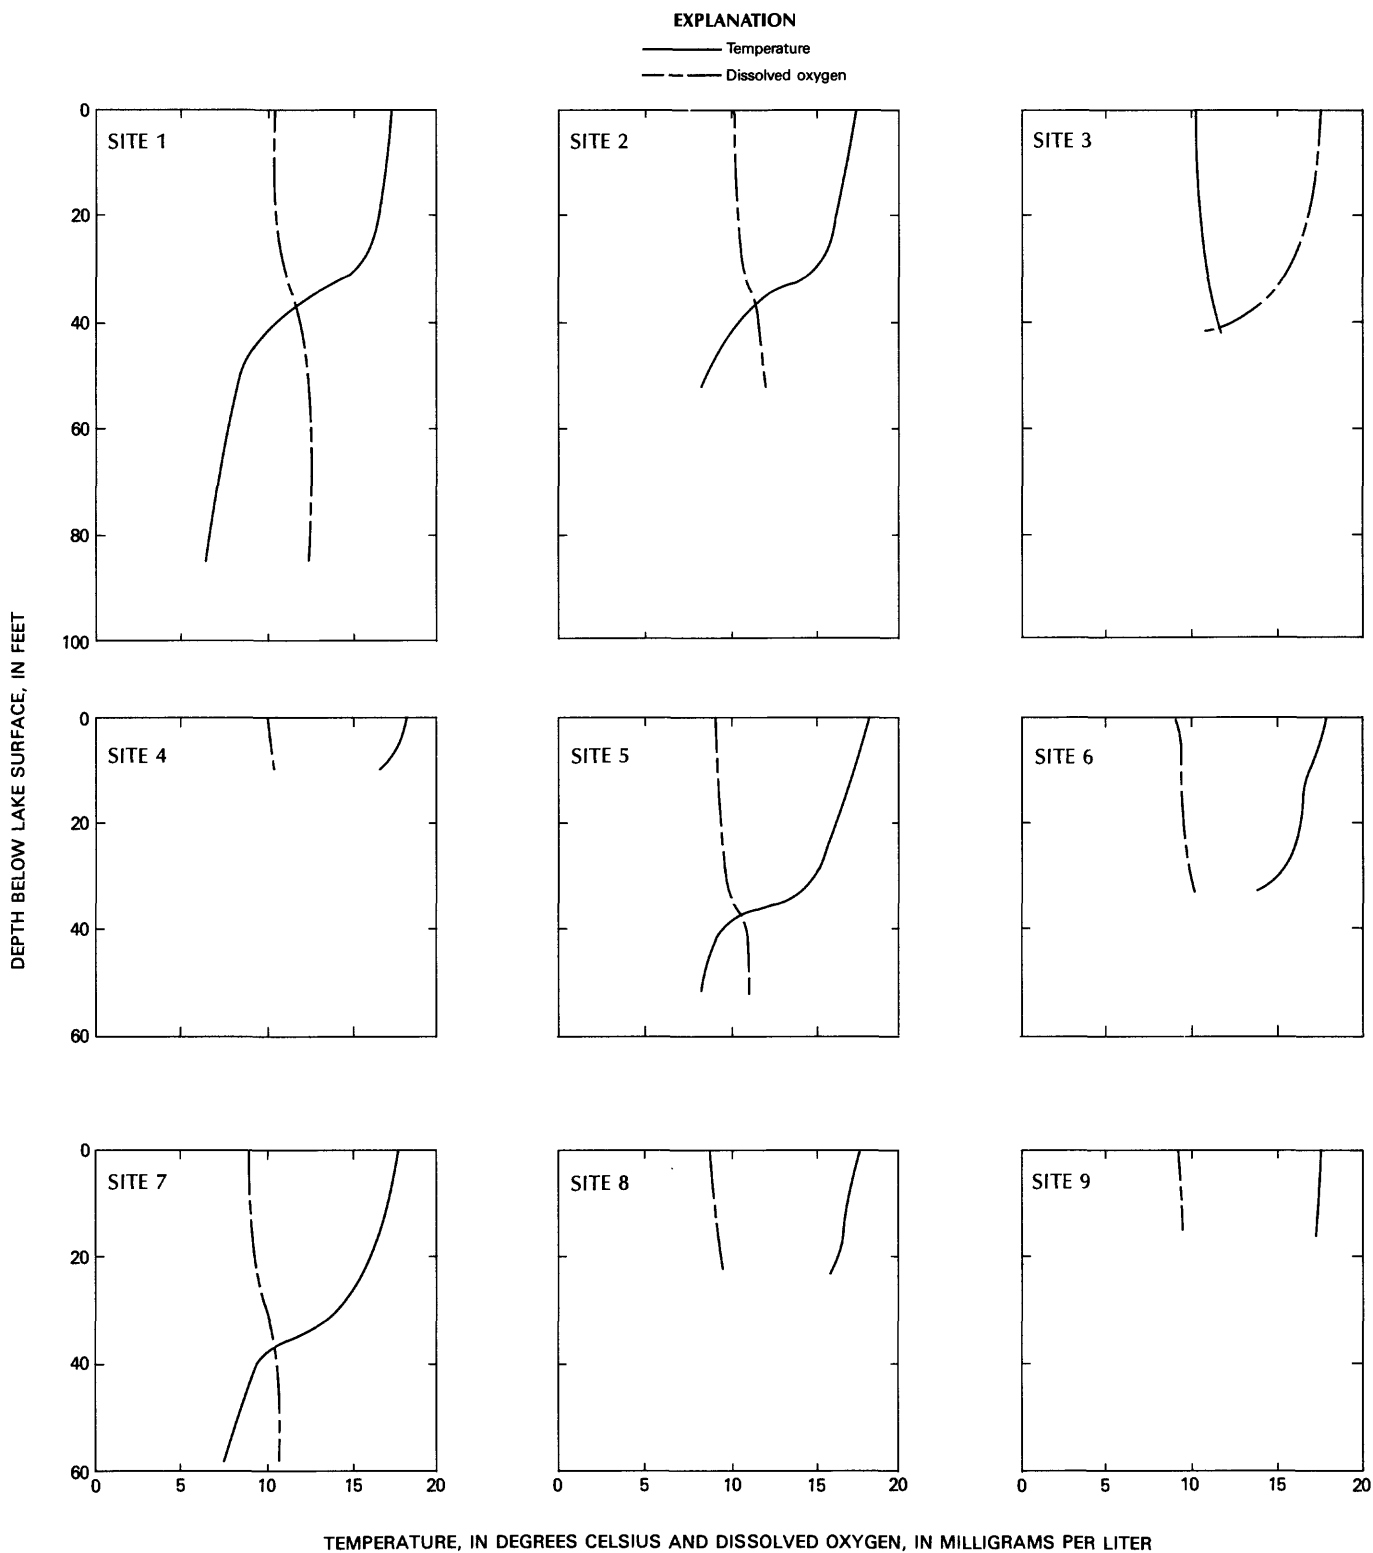 EXPLANATION
Temperature
Dissolved oxygen
DEPTH BELOW LAKE SURFACE, IN FEET
0
20
40
60
80
100
SITE 1
SITE 2
SITE 3
0
20
40
60
SITE 4
SITE 5
SITE 6
0
20
40
60
SITE 7
SITE 8
SITE 9
0 5 10 15 20
0 5 10 15 20
0 5 10 15 20
TEMPERATURE, IN DEGREES CELSIUS AND DISSOLVED OXYGEN, IN MILLIGRAMS PER LITER